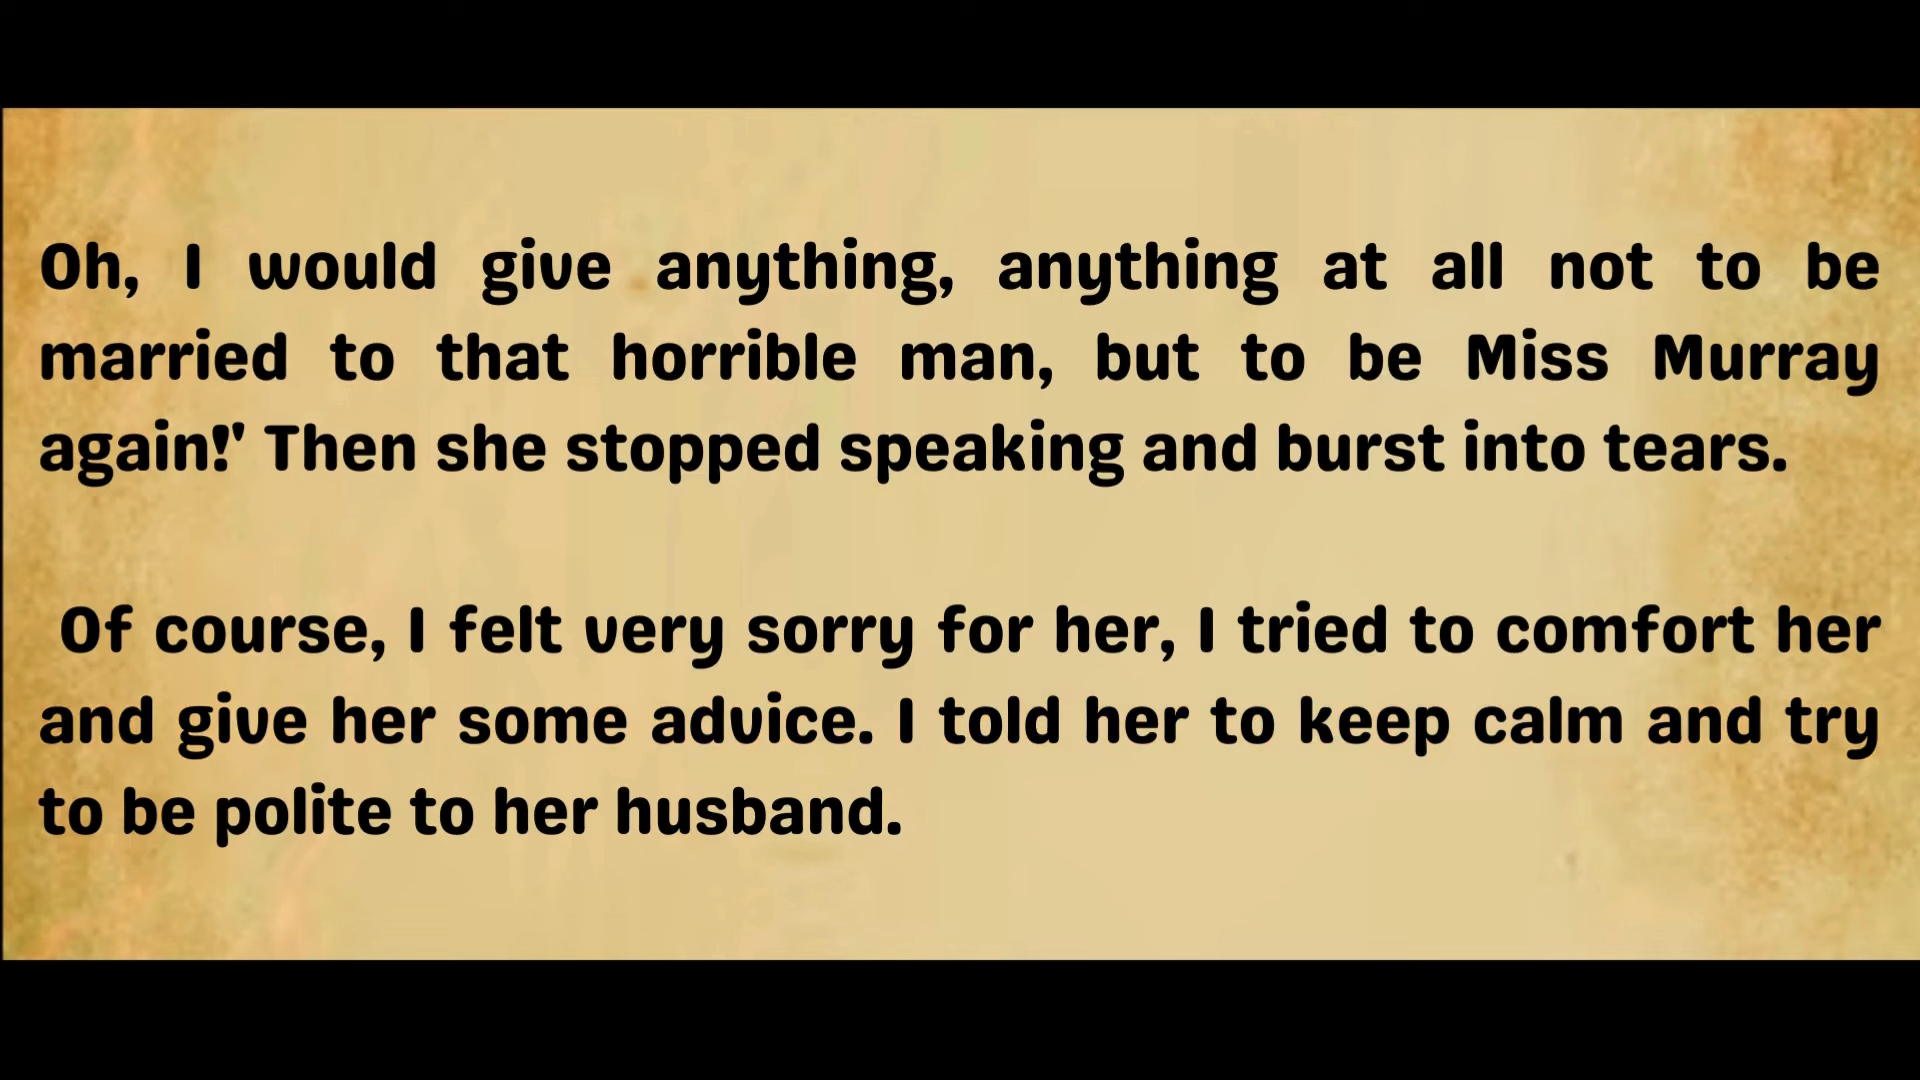 Oh, I would give anything, anything at all not to be
married to that horrible man, but to be Miss Murray
again!' Then she stopped speaking and burst into tears.
Of course, I felt very sorry for her, I tried to comfort her
and give her some advice. I told her to keep calm and try
to be polite to her husband.